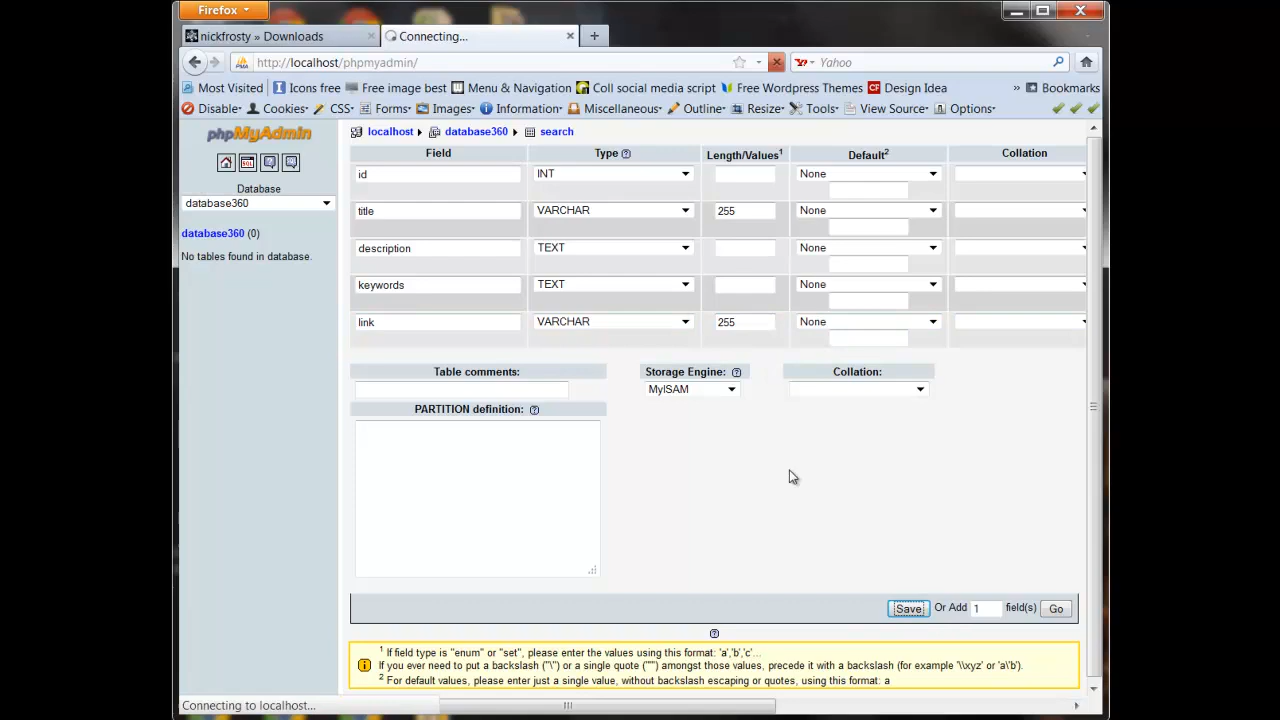 Firefox
nickfrosty » Downloads
Connecting...
http://localhost/phpmyadmin/
Yahoo
Most Visited
Icons free
Free image best
Menu & Navigation
Coll social media script
Free Wordpress Themes
CF
Design Idea
»
Bookmarks
Disable
Cookies
CSS
Forms
Images
Information
Miscellaneous
Outline
Resize
Tools
View Source
Options
phpMyAdmin
localhost
database360
search
SQL
Database
database360
database360 (0)
No tables found in database.
Field Type Length/Values1 Default2 Collation
id INT None
title VARCHAR 255 None
description TEXT None
keywords TEXT None
link VARCHAR 255 None
Table comments: Storage Engine: Collation:
MyISAM
PARTITION definition:
Save Or Add 1 field(s) Go
1 If field type is "enum" or "set", please enter the values using this format: 'a','b','c'...
If you ever need to put a backslash ("\") or a single quote ("'") amongst those values, precede it with a backslash (for example '\\xyz' or 'a\'b').
2 For default values, please enter just a single value, without backslash escaping or quotes, using this format: a
Connecting to localhost...